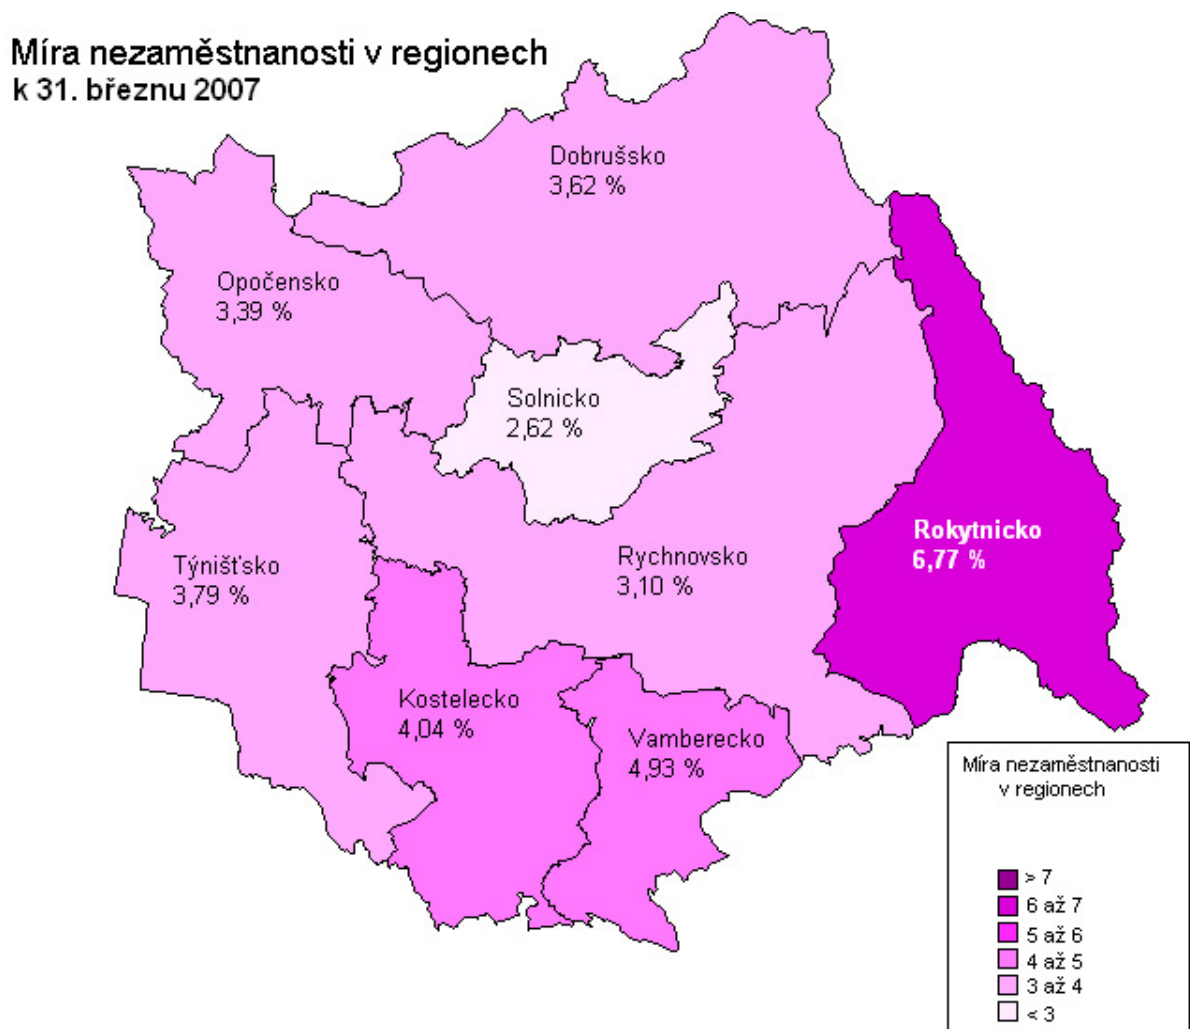 Míra nezaměstnanosti v regionech
k 31. březnu 2007
Dobrušsko
3,62 %
Opočensko
3,39 %
Solnicko
2,62 %
Rokytnicko
6,77 %
Rychnovsko
3,10 %
Týnišťsko
3,79 %
Kostelecko
4,04 %
Vamberecko
4,93 %
Míra nezaměstnanosti
v regionech
> 7
6 až 7
5 až 6
4 až 5
3 až 4
< 3